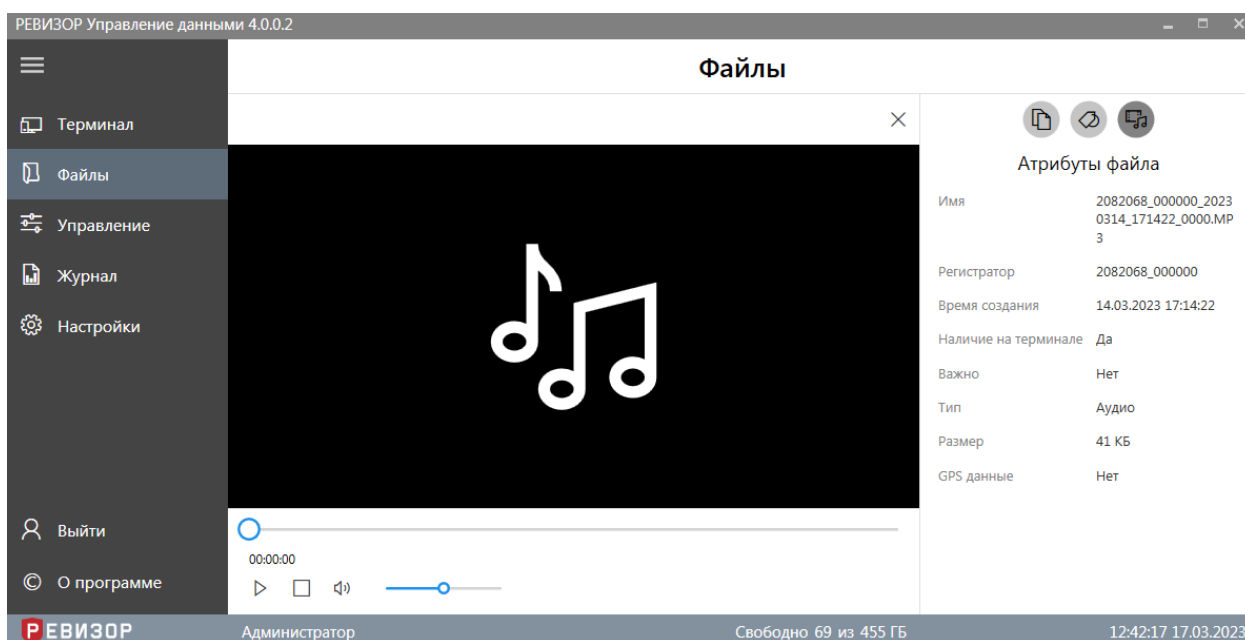 РЕВИЗОР Управление данными 4.0.0.2
Файлы
Терминал
Файлы
Управление
Журнал
Настройки
Выйти
© О программе
00:00:00
Атрибуты файла
Имя 2082068_000000_2023
0314_171422_0000.MP
3
Регистратор 2082068_000000
Время создания 14.03.2023 17:14:22
Наличие на терминале Да
Важно Нет
Тип Аудио
Размер 41 КБ
GPS данные Нет
РЕВИЗОР Администратор Свободно 69 из 455 ГБ 12:42:17 17.03.2023